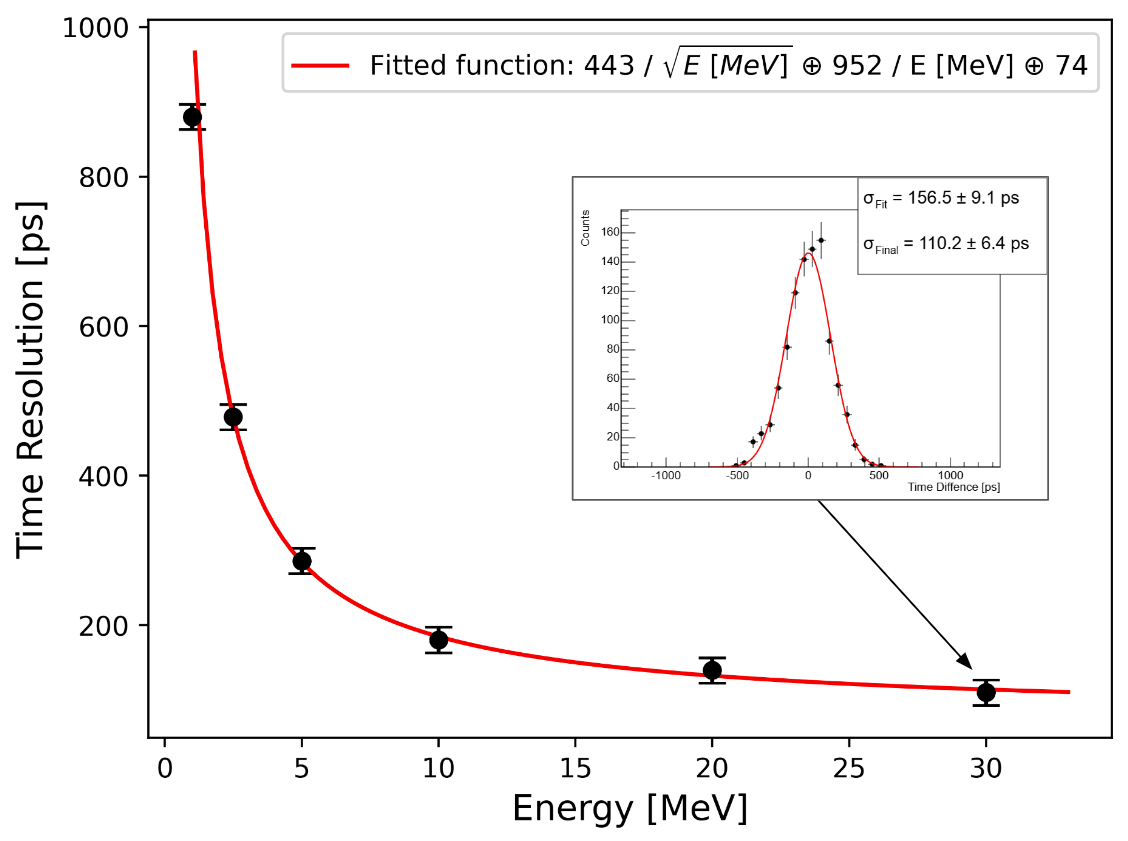 1000
800
600
400
200
Time Resolution [ps]
Fitted function: 443 / √E [MeV] ⊕ 952 / E [MeV] ⊕ 74
σFit = 156.5 ± 9.1 ps
σFinal = 110.2 ± 6.4 ps
Counts
160
140
120
100
80
60
40
20
0
-1000 -500 0 500 1000
Time Diffence [ps]
0 5 10 15 20 25 30
Energy [MeV]